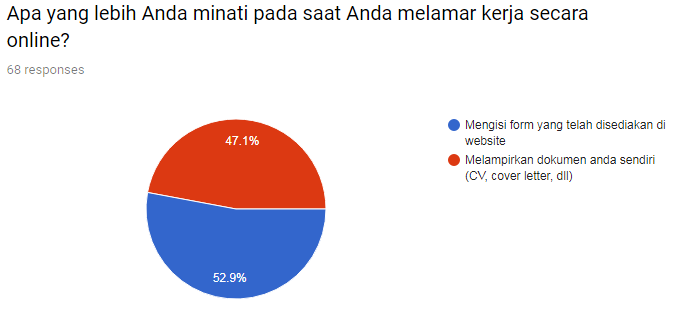 Apa yang lebih Anda minati pada saat Anda melamar kerja secara
online?
68 responses
47.1%
52.9%
Mengisi form yang telah disediakan di
website
Melampirkan dokumen anda sendiri
(CV, cover letter, dll)